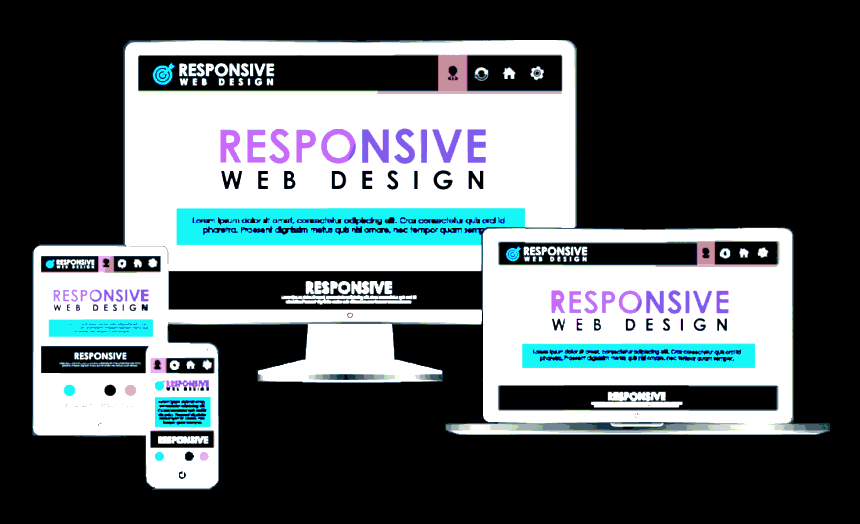 RESPONSIVE
WEB DESIGN
RESPONSIVE
WEB DESIGN
Lorem ipsum dolor sit amet, consectetur adipiscing elit. Cras consectetur quis orci id
pharetra. Praesent dignissim metus quis nisl ornare, nec tempor quam semp
RESPONSIVE
RESPONSIVE
WEB DESIGN
RESPONSIVE
WEB DESIGN
Lorem ipsum dolor sit amet, consectetur adipiscing elit. Cras consectetur quis orci id
pharetra. Praesent dignissim metus quis nisl ornare, nec tempor quam semper.
RESPONSIVE
RESPONSIVE
WEB DESIGN
RESPONSIVE
WEB DESIGN
RESPONSIVE
RESPONSIVE
WEB DESIGN
RESPONSIVE